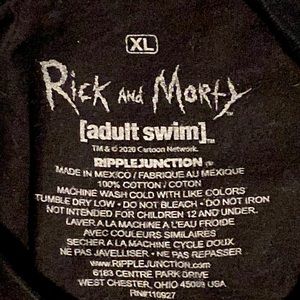 XL
Rick and Morty
[adult swim]™
TM & © 2020 Cartoon Network.
RIPPLEJUNCTION®
MADE IN MEXICO / FABRIQUE AU MEXIQUE
100% COTTON / COTON
MACHINE WASH COLD WITH LIKE COLORS
TUMBLE DRY LOW • DO NOT BLEACH • DO NOT IRON
NOT INTENDED FOR CHILDREN 12 AND UNDER.
LAVER A LA MACHINE A L'EAU FROIDE
AVEC COULEURS SIMILAIRES
SECHER A LA MACHINE CYCLE DOUX.
NE PAS JAVELLISER. • NE PAS REPASSER
www.RIPPLEJUNCTION.com
6183 CENTRE PARK DRIVE
WEST CHESTER, OHIO 45069 USA
RN#110927